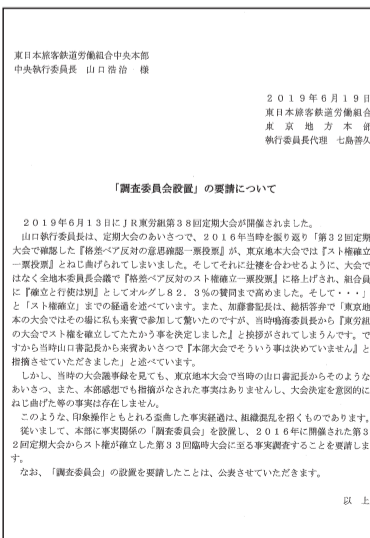 東日本旅客鉄道労働組合中央本部
中央執行委員長　山口浩治　様
２０１９年６月１９日
東日本旅客鉄道労働組合
東京地方本部
執行委員長代理　七島善久
「調査委員会設置」の要請について
２０１９年６月１３日にＪＲ東労組第３８回定期大会が開催されました。
山口執行委員長は、定期大会のあいさつで、２０１６年当時を振り返り「第３２回定期
大会で確認した『格差ベア反対の意思確認一票投票』が、東京地本大会では『スト権確立
一票投票』とねじ曲げられてしまいました。そしてそれに辻褄を合わせるように、大会で
はなく全地本委員長会議で『格差ベア反対のスト権確立一票投票』に格上げされ、組合員
に『確立と行使は別』としてオルグし８２．３％の賛同まで高めました。そして・・・」
と「スト権確立」までの経過を述べています。また、加藤書記長は、総括答弁で「東京地
本の大会ではその場に私も来賓で参加して驚いたのですが、当時鳴海委員長から『東労組
の大会でスト権を確立してたたかう事を決定しました』と挨拶がされてしまうんです。で
すから当時山口書記長から来賓あいさつで『本部大会でそういう事は決めていません』と
指摘させていただきました」と述べています。
しかし、当時の大会議事録を見ても、東京地本大会で当時の山口書記長からそのような
あいさつ、また、本部感想でも指摘がなされた事実はありませんし、大会決定を意図的に
ねじ曲げた等の事実は存在しません。
このような、印象操作ともとれる歪曲した事実経過は、組織混乱を招くものであります。
従いまして、本部に事実関係の「調査委員会」を設置し、２０１６年に開催された第３
２回定期大会からスト権が確立した第３３回臨時大会に至る事実調査することを要請しま
す。
なお、「調査委員会」の設置を要請したことは、公表させていただきます。
以　上